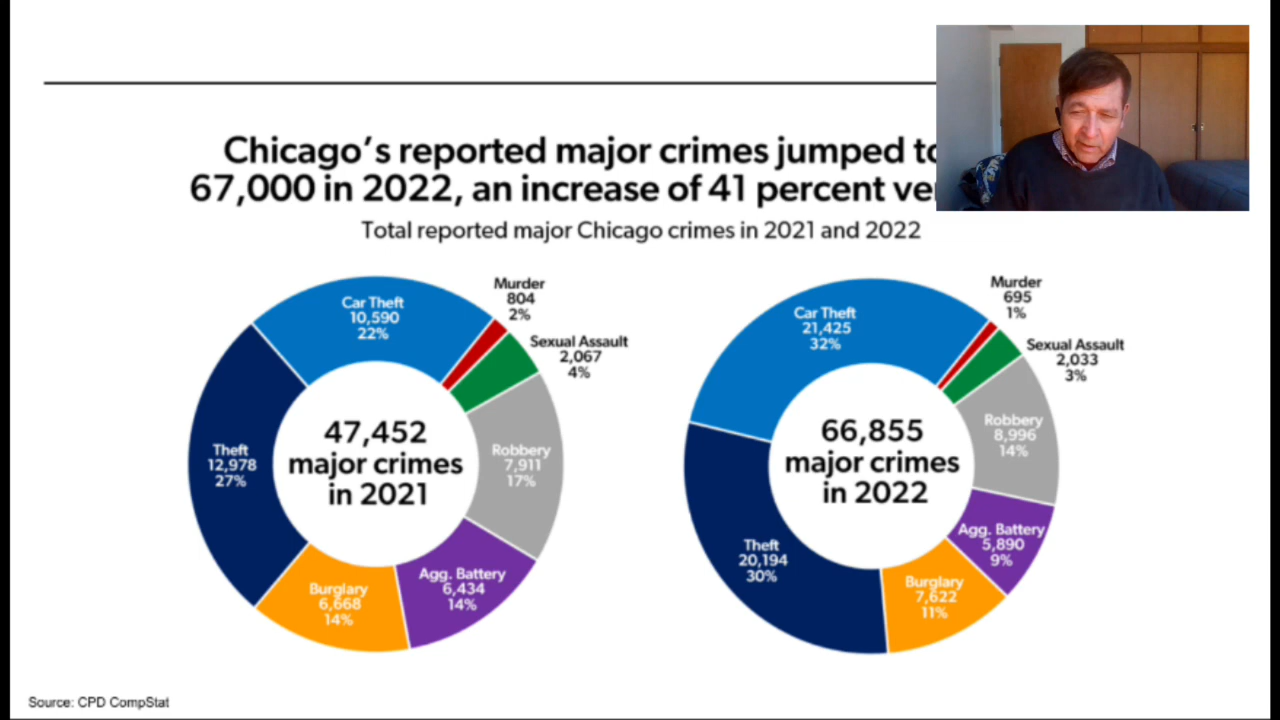 Chicago's reported major crimes jumped
67,000 in 2022, an increase of 41 percent
Total reported major Chicago crimes in 2021 and 2022
Murder
804
2%
Car Theft
10,590
22%
Sexual Assault
2,067
4%
Theft
12,978
27%
47,452
major crimes
in 2021
Robbery
7,911
17%
Agg. Battery
6,434
14%
Burglary
6,668
14%
Murder
695
1%
Car Theft
21,425
32%
Sexual Assault
2,033
3%
Robbery
8,996
14%
66,855
major crimes
in 2022
Agg. Battery
5,890
9%
Theft
20,194
30%
Burglary
7,622
11%
Source: CPD CompStat